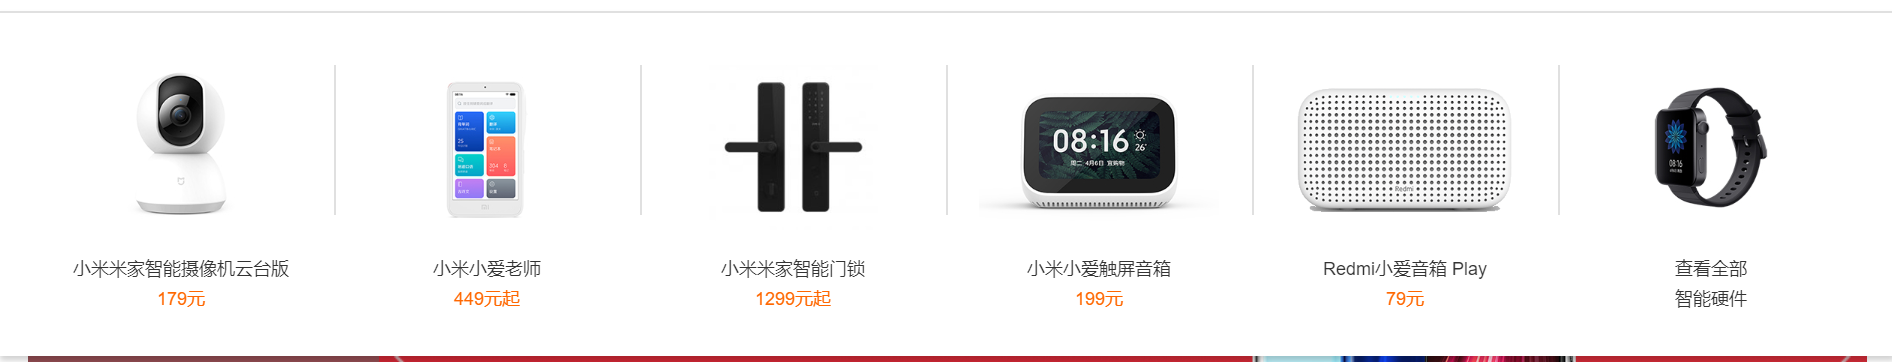 08:16
26°
周二 4月6日 宜购物
Redmi
08:16
小米米家智能摄像机云台版
179元
小米小爱老师
449元起
小米米家智能门锁
1299元起
小米小爱触屏音箱
199元
Redmi小爱音箱 Play
79元
查看全部
智能硬件